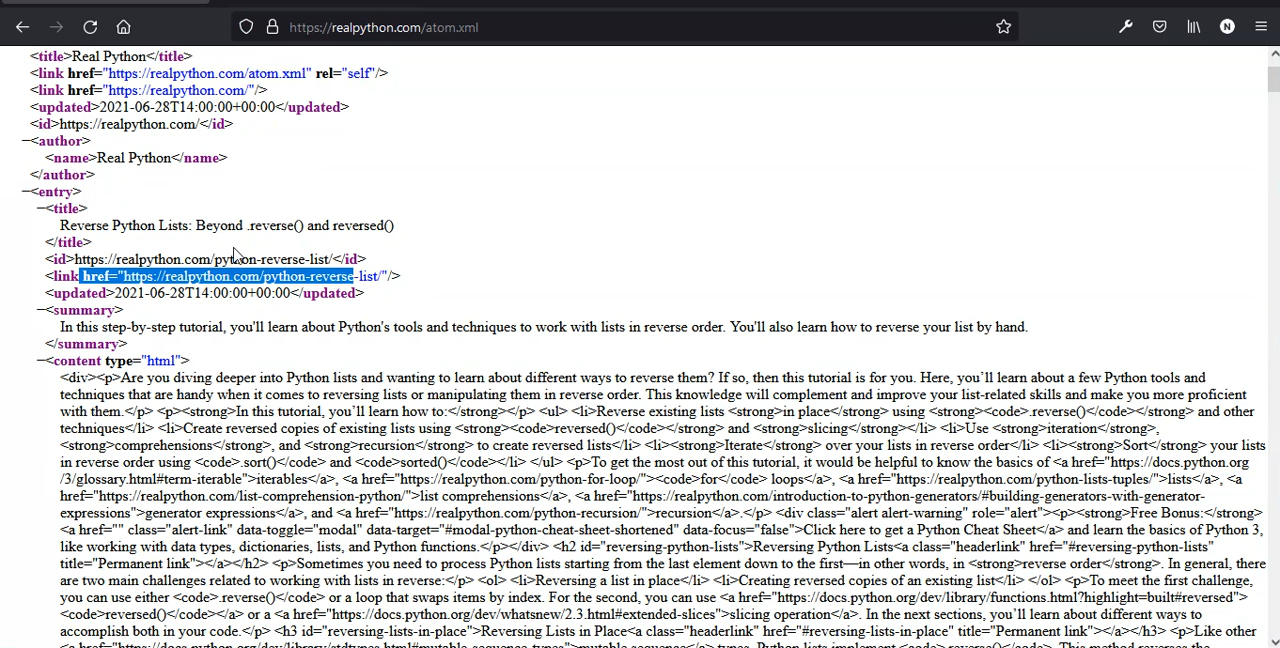 https://realpython.com/atom.xml
N
<title>Real Python</title>
<link href="https://realpython.com/atom.xml" rel="self"/>
<link href="https://realpython.com/"/>
<updated>2021-06-28T14:00:00+00:00</updated>
<id>https://realpython.com/</id>
—<author>
<name>Real Python</name>
</author>
—<entry>
—<title>
Reverse Python Lists: Beyond .reverse() and reversed()
</title>
<id>https://realpython.com/python-reverse-list/</id>
<link href="https://realpython.com/python-reverse-list/"/>
<updated>2021-06-28T14:00:00+00:00</updated>
—<summary>
In this step-by-step tutorial, you'll learn about Python's tools and techniques to work with lists in reverse order. You'll also learn how to reverse your list by hand.
</summary>
—<content type="html">
<div><p>Are you diving deeper into Python lists and wanting to learn about different ways to reverse them? If so, then this tutorial is for you. Here, you’ll learn about a few Python tools and
techniques that are handy when it comes to reversing lists or manipulating them in reverse order. This knowledge will complement and improve your list-related skills and make you more proficient
with them.</p> <p><strong>In this tutorial, you’ll learn how to:</strong></p> <ul> <li>Reverse existing lists <strong>in place</strong> using <strong><code>.reverse()</code></strong> and other
techniques</li> <li>Create reversed copies of existing lists using <strong><code>reversed()</code></strong> and <strong>slicing</strong></li> <li>Use <strong>iteration</strong>,
<strong>comprehensions</strong>, and <strong>recursion</strong> to create reversed lists</li> <li><strong>Iterate</strong> over your lists in reverse order</li> <li><strong>Sort</strong> your lists
in reverse order using <code>.sort()</code> and <code>sorted()</code></li> </ul> <p>To get the most out of this tutorial, it would be helpful to know the basics of <a href="https://docs.python.org
/3/glossary.html#term-iterable">iterables</a>, <a href="https://realpython.com/python-for-loop/"><code>for</code> loops</a>, <a href="https://realpython.com/python-lists-tuples/">lists</a>, <a
href="https://realpython.com/list-comprehension-python/">list comprehensions</a>, <a href="https://realpython.com/introduction-to-python-generators/#building-generators-with-generator-
expressions">generator expressions</a>, and <a href="https://realpython.com/python-recursion/">recursion</a>.</p> <div class="alert alert-warning" role="alert"><p><strong>Free Bonus:</strong>
<a href="" class="alert-link" data-toggle="modal" data-target="#modal-python-cheat-sheet-shortened" data-focus="false">Click here to get a Python Cheat Sheet</a> and learn the basics of Python 3,
like working with data types, dictionaries, lists, and Python functions.</p></div> <h2 id="reversing-python-lists">Reversing Python Lists<a class="headerlink" href="#reversing-python-lists"
title="Permanent link"></a></h2> <p>Sometimes you need to process Python lists starting from the last element down to the first—in other words, in <strong>reverse order</strong>. In general, there
are two main challenges related to working with lists in reverse:</p> <ol> <li>Reversing a list in place</li> <li>Creating reversed copies of an existing list</li> </ol> <p>To meet the first challenge,
you can use either <code>.reverse()</code> or a loop that swaps items by index. For the second, you can use <a href="https://docs.python.org/dev/library/functions.html?highlight=built#reversed">
<code>reversed()</code></a> or a <a href="https://docs.python.org/dev/whatsnew/2.3.html#extended-slices">slicing operation</a>. In the next sections, you’ll learn about different ways to
accomplish both in your code.</p> <h3 id="reversing-lists-in-place">Reversing Lists in Place<a class="headerlink" href="#reversing-lists-in-place" title="Permanent link"></a></h3> <p>Like other
<a href="https://docs.python.org/dev/library/stdtypes.html#mutable-sequence-types">mutable sequence</a> types, Python lists implement <code>.reverse()</code>. This method reverses the